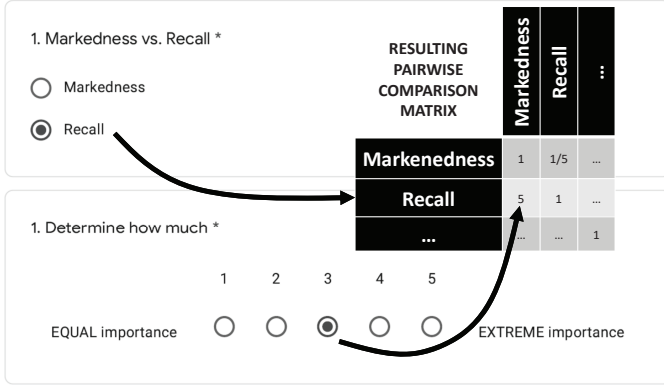 1. Markedness vs. Recall *
Markedness
Recall
RESULTING
PAIRWISE
COMPARISON
MATRIX
Markedness
Recall
...
Markenedness 1 1/5 ...
Recall 5 1 ...
... ... ... 1
1. Determine how much *
1 2 3 4 5
EQUAL importance EXTREME importance